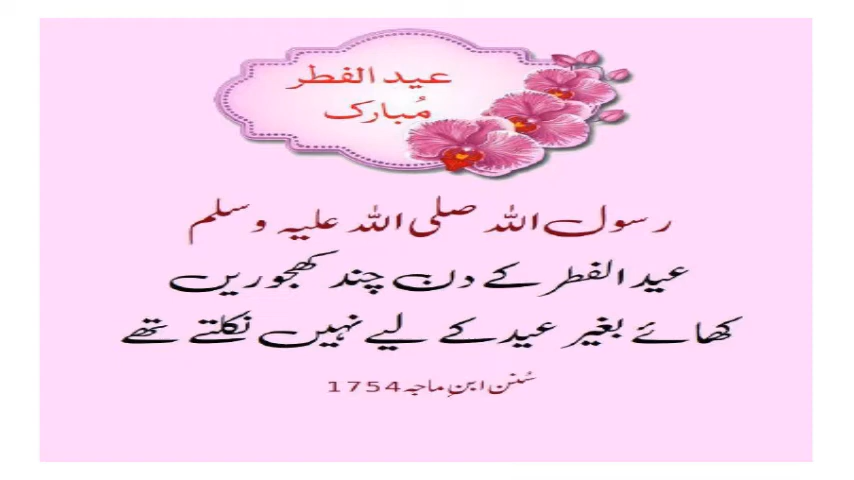 عید الفطر
مُبارک
رسول اللہ صلی اللہ علیہ وسلم
عید الفطر کے دن چند کھجوریں
کھائے بغیر عید کے لیے نہیں نکلتے تھے
سُنن ابنِ ماجہ 1754